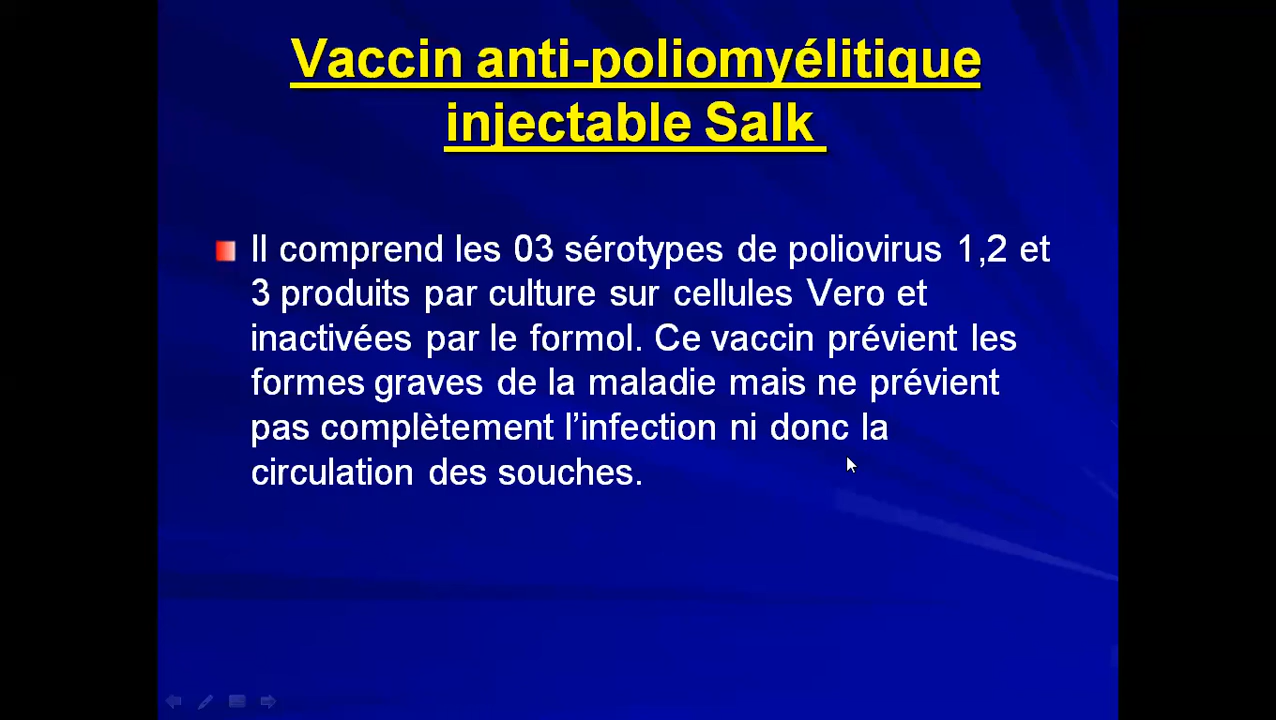 Vaccin anti-poliomyélitique
injectable Salk
Il comprend les 03 sérotypes de poliovirus 1,2 et
3 produits par culture sur cellules Vero et
inactivées par le formol. Ce vaccin prévient les
formes graves de la maladie mais ne prévient
pas complètement l’infection ni donc la
circulation des souches.